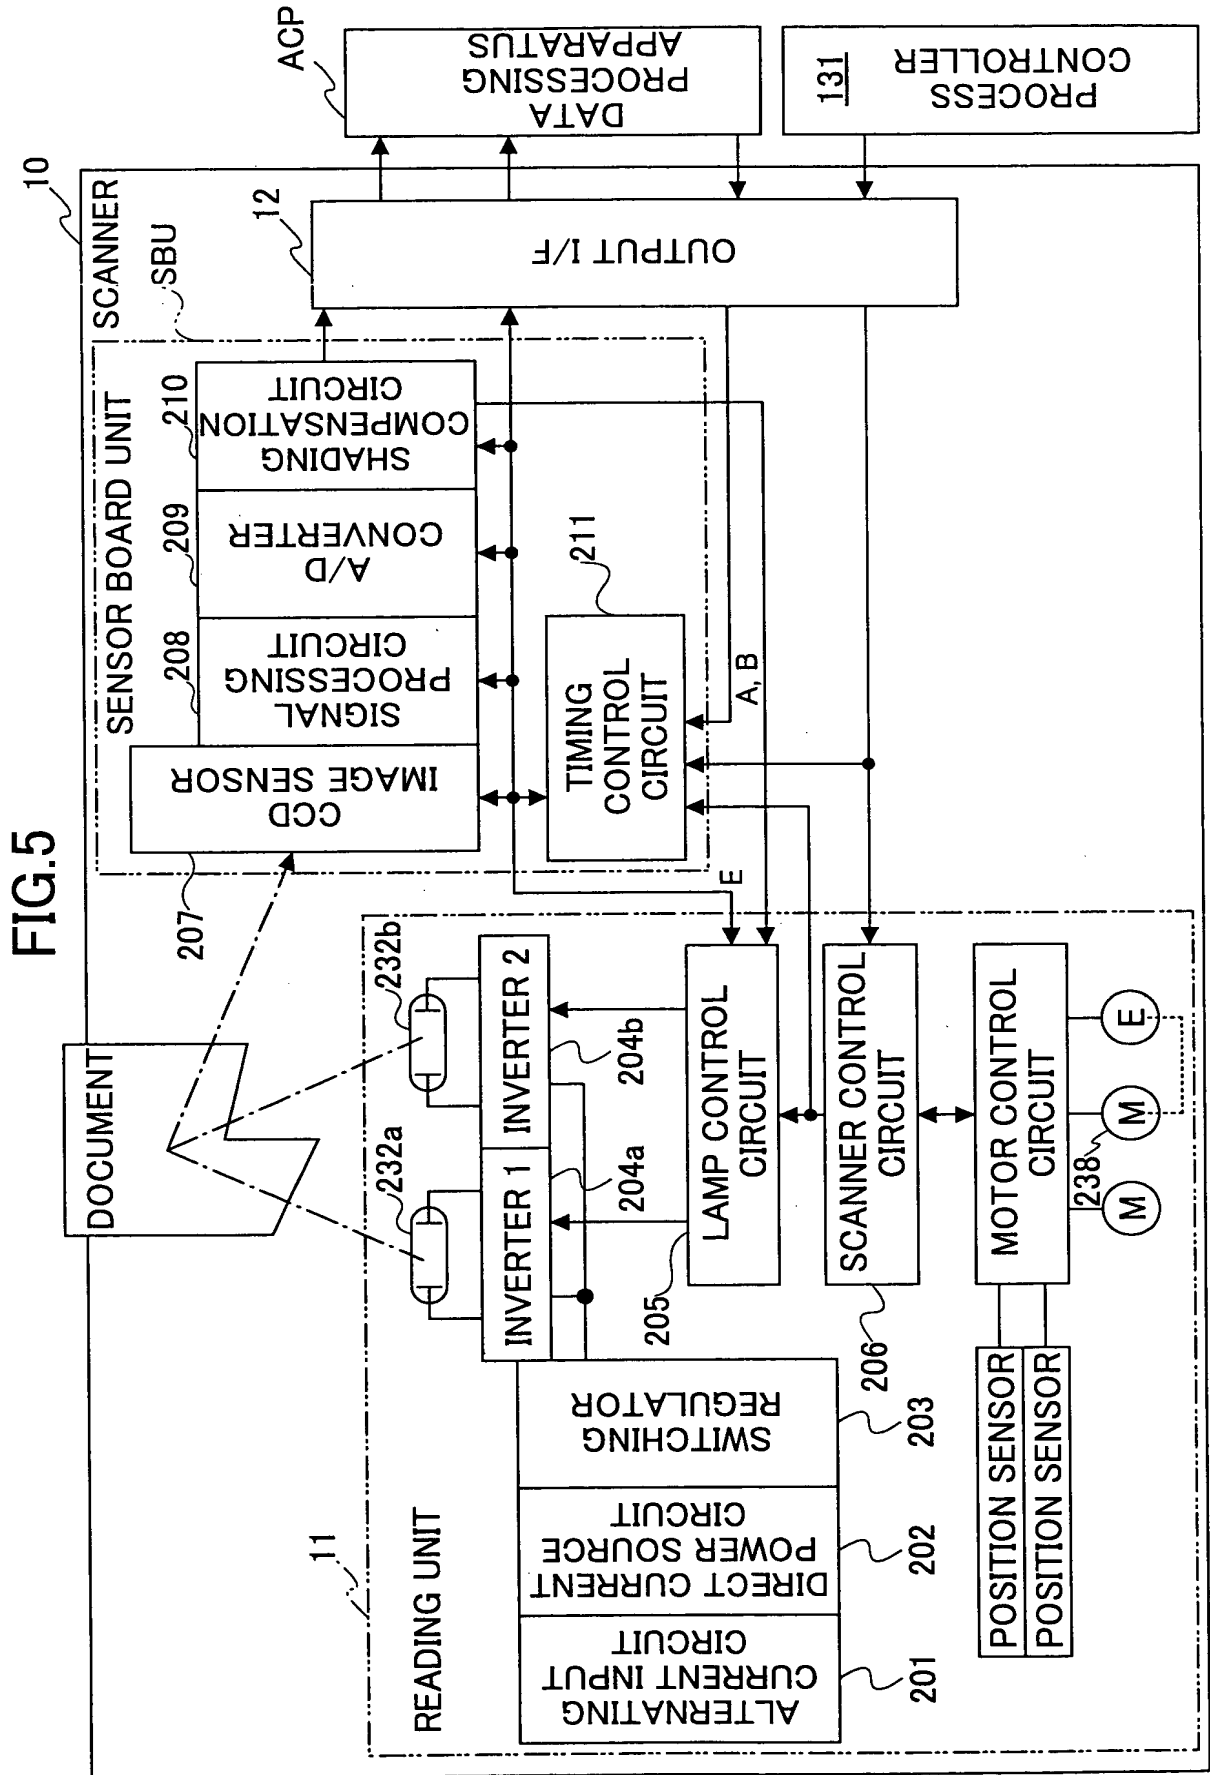 FIG.5
10
SCANNER
DOCUMENT
SENSOR BOARD UNIT
SBU
207
208
209
210
CCD
IMAGE SENSOR
SIGNAL
PROCESSING
CIRCUIT
A/D
CONVERTER
SHADING
COMPENSATION
CIRCUIT
12
OUTPUT I/F
ACP
DATA
PROCESSING
APPARATUS
131
PROCESS
CONTROLLER
211
TIMING
CONTROL
CIRCUIT
A, B
E
11
READING UNIT
232a
232b
INVERTER 1
INVERTER 2
204a
204b
ALTERNATING
CURRENT INPUT
CIRCUIT
201
DIRECT CURRENT
POWER SOURCE
CIRCUIT
202
SWITCHING
REGULATOR
203
205
LAMP CONTROL
CIRCUIT
206
SCANNER CONTROL
CIRCUIT
MOTOR CONTROL
CIRCUIT
POSITION SENSOR
POSITION SENSOR
238
M
M
E